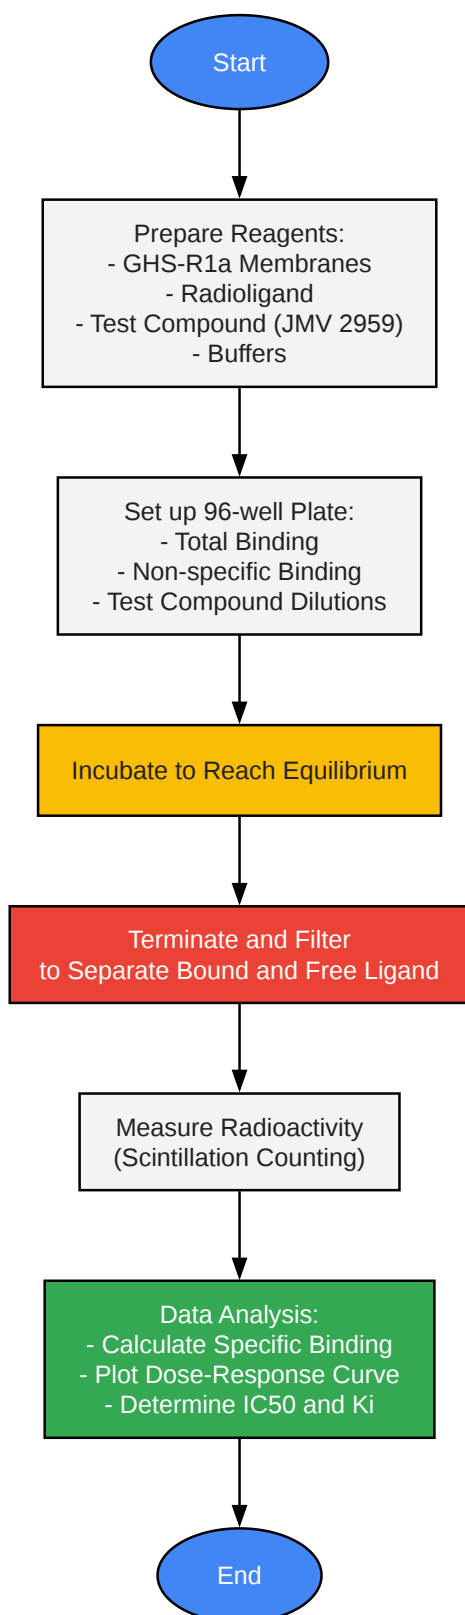 Start
Prepare Reagents:
- GHS-R1a Membranes
- Radioligand
- Test Compound (JMV 2959)
- Buffers
Set up 96-well Plate:
- Total Binding
- Non-specific Binding
- Test Compound Dilutions
Incubate to Reach Equilibrium
Terminate and Filter
to Separate Bound and Free Ligand
Measure Radioactivity
(Scintillation Counting)
Data Analysis:
- Calculate Specific Binding
- Plot Dose-Response Curve
- Determine IC50 and Ki
End